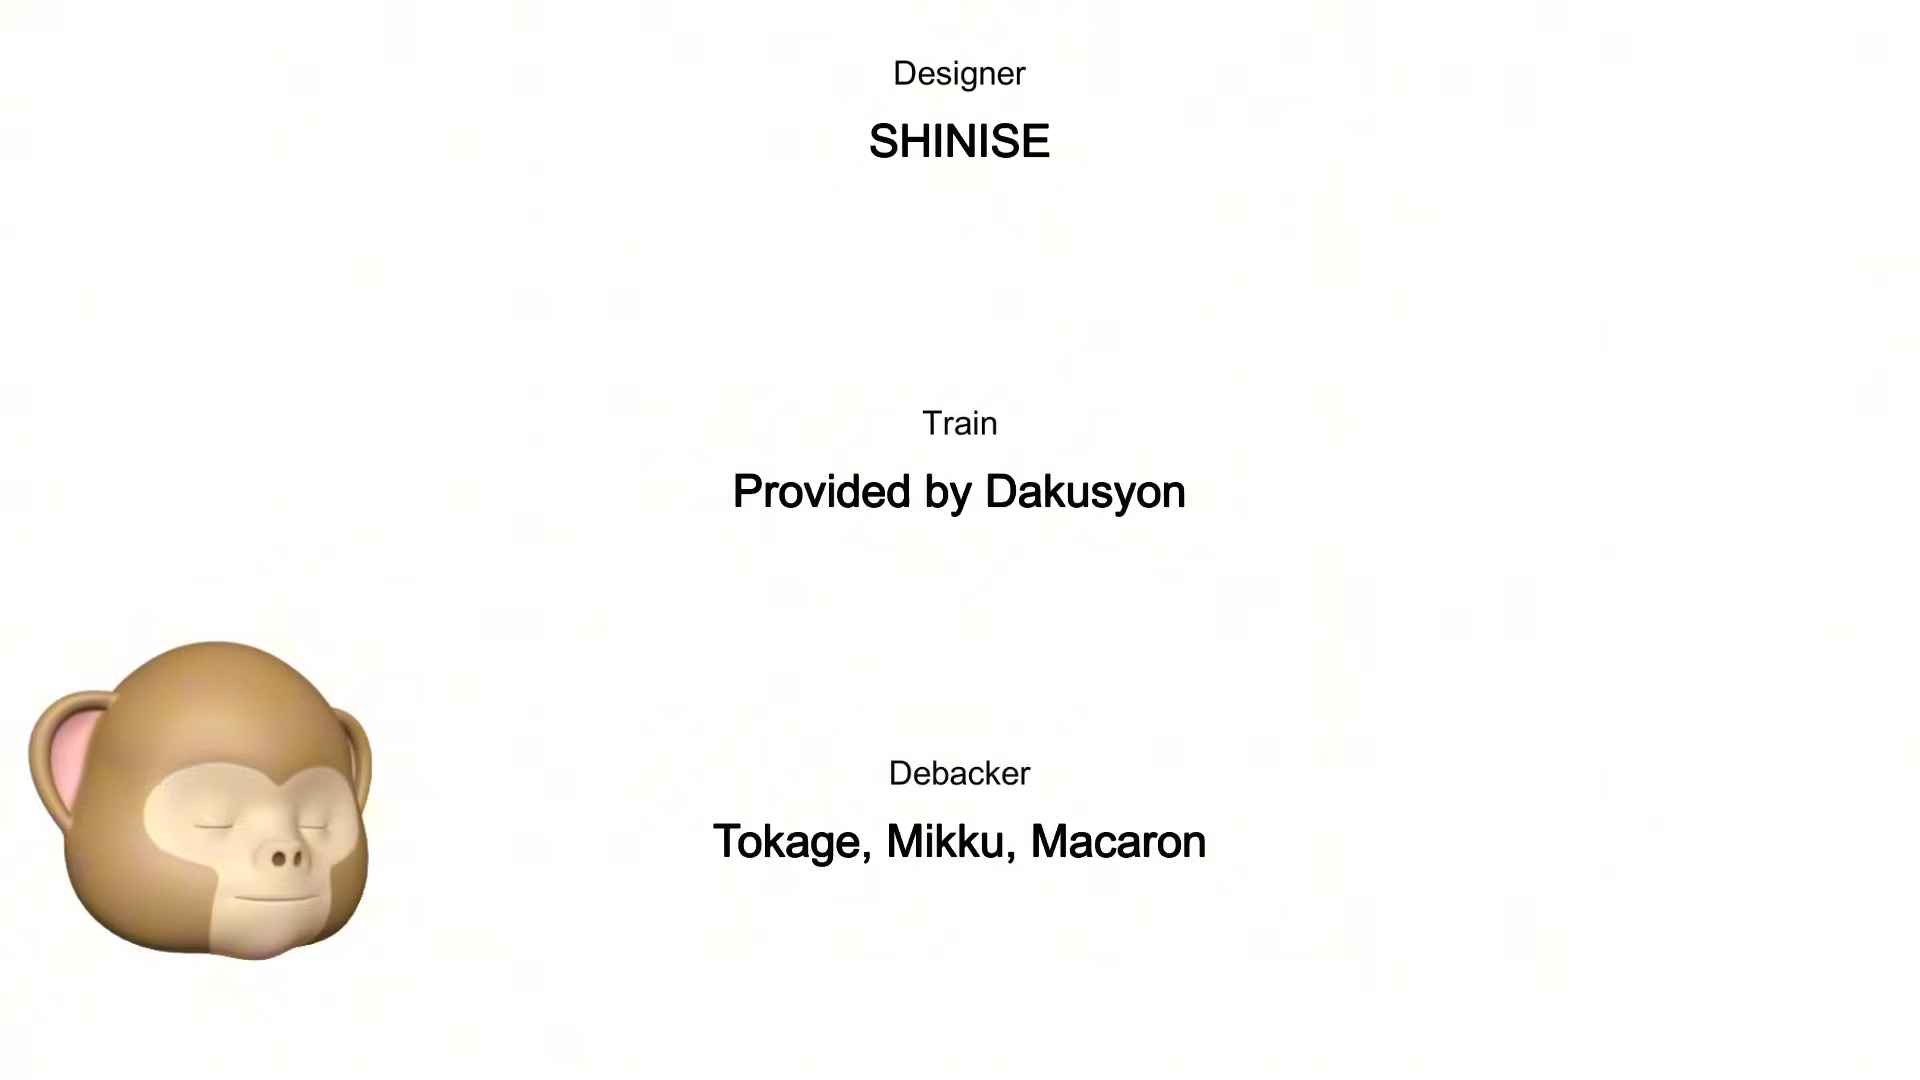 Designer
SHINISE
Train
Provided by Dakusyon
Debacker
Tokage, Mikku, Macaron